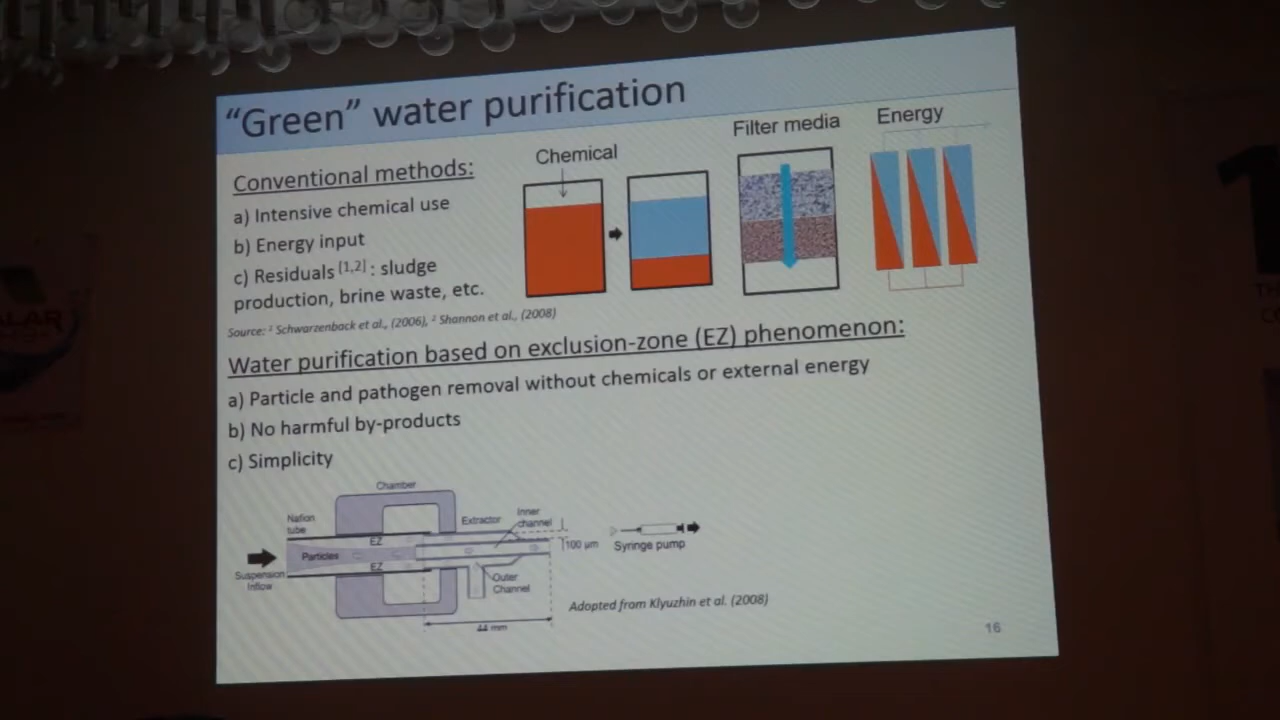 "Green" water purification
Conventional methods:
a) Intensive chemical use
b) Energy input
c) Residuals [1,2] : sludge
production, brine waste, etc.
Source: 1 Schwarzenback et al., (2006), 2 Shannon et al., (2008)
Chemical
Filter media
Energy
Water purification based on exclusion-zone (EZ) phenomenon:
a) Particle and pathogen removal without chemicals or external energy
b) No harmful by-products
c) Simplicity
Chamber
Nafion
tube
EZ
Particles
EZ
Suspension
Inflow
Extractor
Inner
channel
100 µm
Syringe pump
Outer
Channel
44 mm
Adopted from Klyuzhin et al. (2008)
16